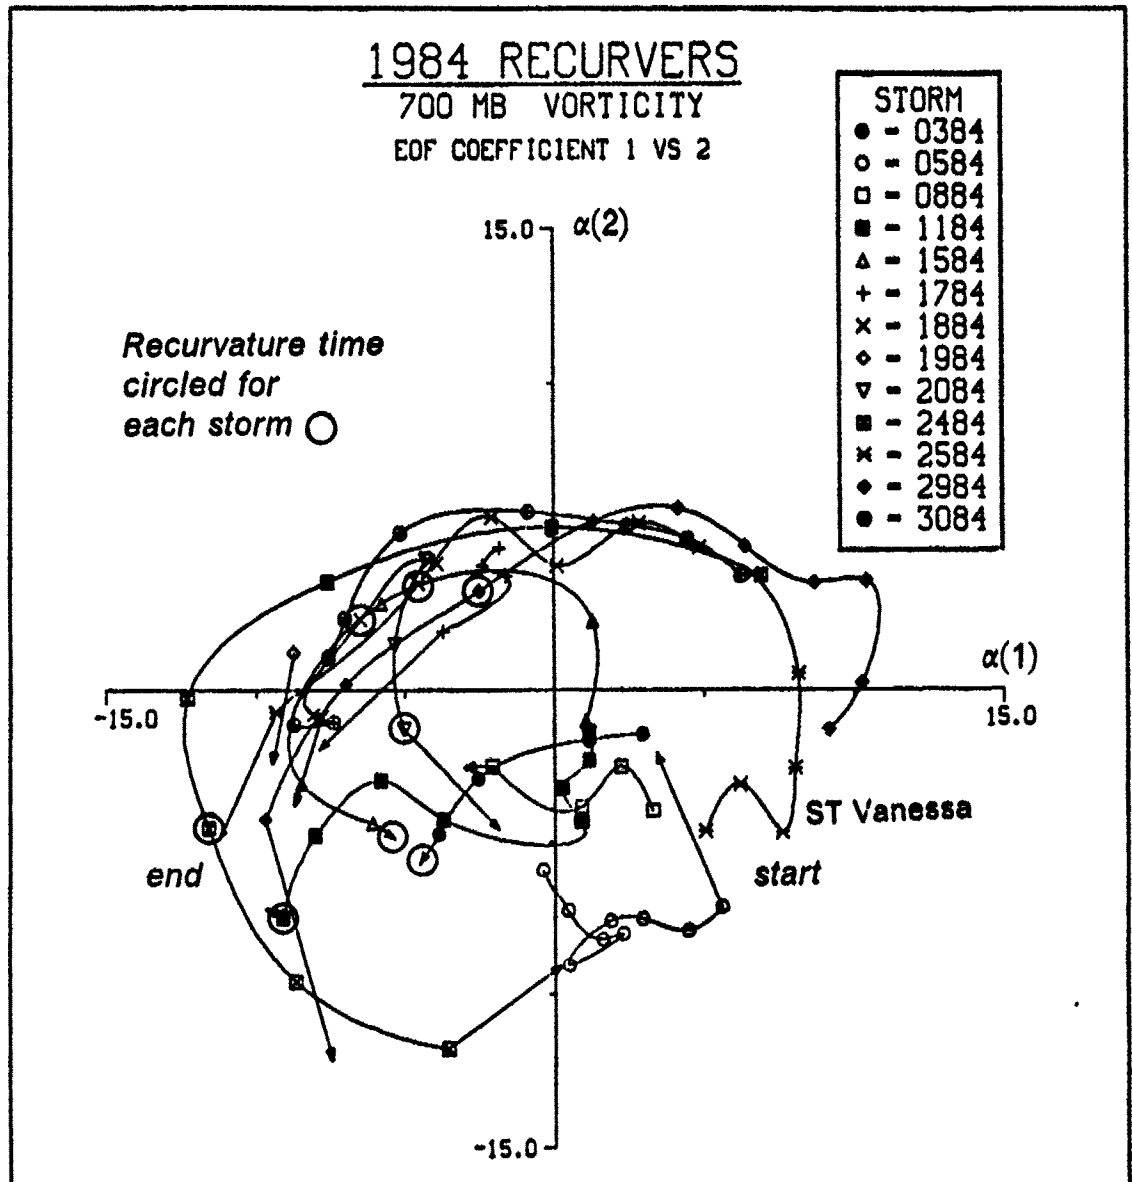 1984 RECURVERS
700 MB VORTICITY
EOF COEFFICIENT 1 VS 2
STORM
- 0384
- 0584
- 0884
- 1184
- 1584
- 1784
- 1884
- 1984
- 2084
- 2484
- 2584
- 2984
- 3084
15.0
α(2)
Recurvature time
circled for
each storm
α(1)
-15.0
15.0
ST Vanessa
end
start
-15.0